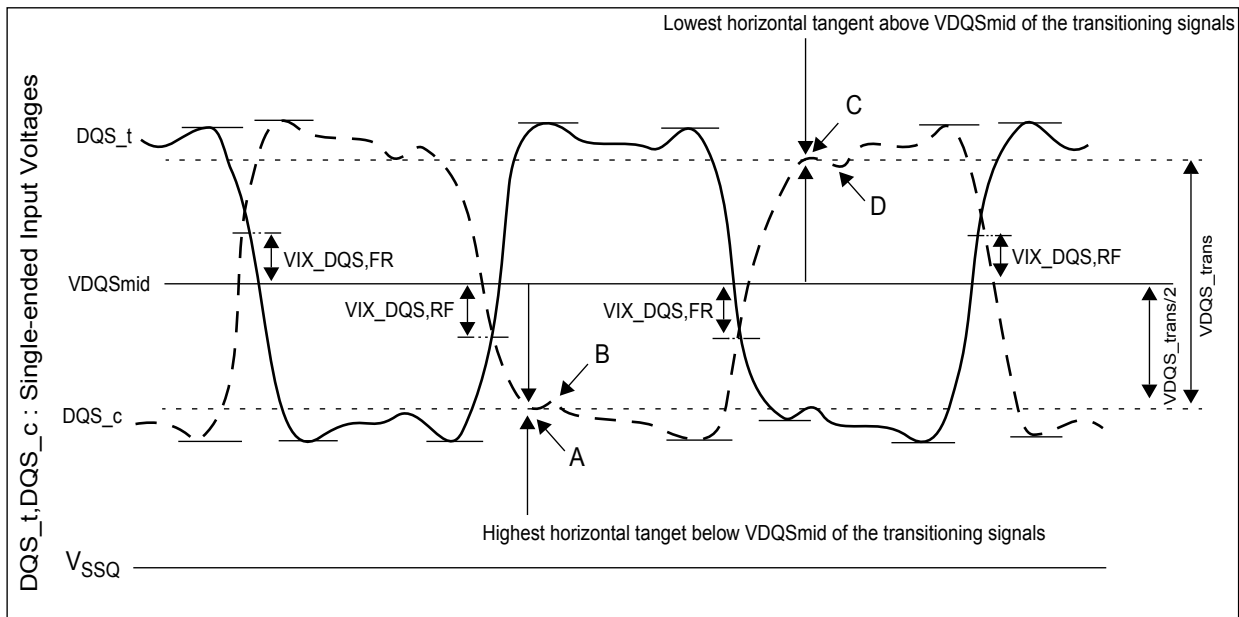 Lowest horizontal tangent above VDQSmid of the transitioning signals
DQS_t,DQS_c : Single-ended Input Voltages
DQS_t
C
D
VIX_DQS,FR
VIX_DQS,RF
VDQSmid
VIX_DQS,RF
VIX_DQS,FR
VDQS_trans/2
VDQS_trans
B
DQS_c
A
Highest horizontal tanget below VDQSmid of the transitioning signals
VSSQ